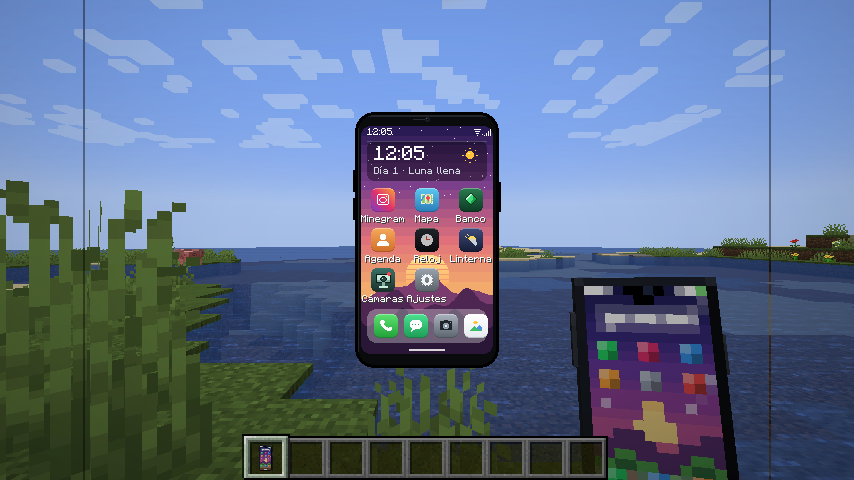 12:05
12:05
Día 1 · Luna llena
Minegram Mapa Banco
Agenda Reloj Linterna
Cámaras Ajustes